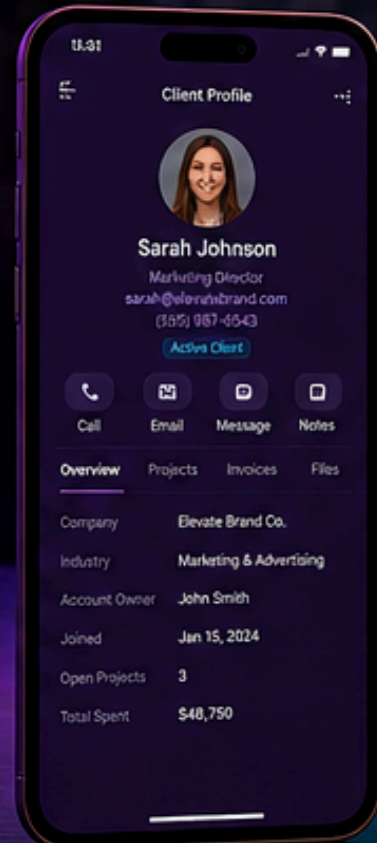 Client Profile
Sarah Johnson
Marketing Director
Active Client
Call Email Message Notes
Overview Projects Invoices Files
Company Elevate Brand Co.
Industry Marketing & Advertising
Account Owner John Smith
Joined Jan 15, 2024
Open Projects 3
Total Spent $48,750